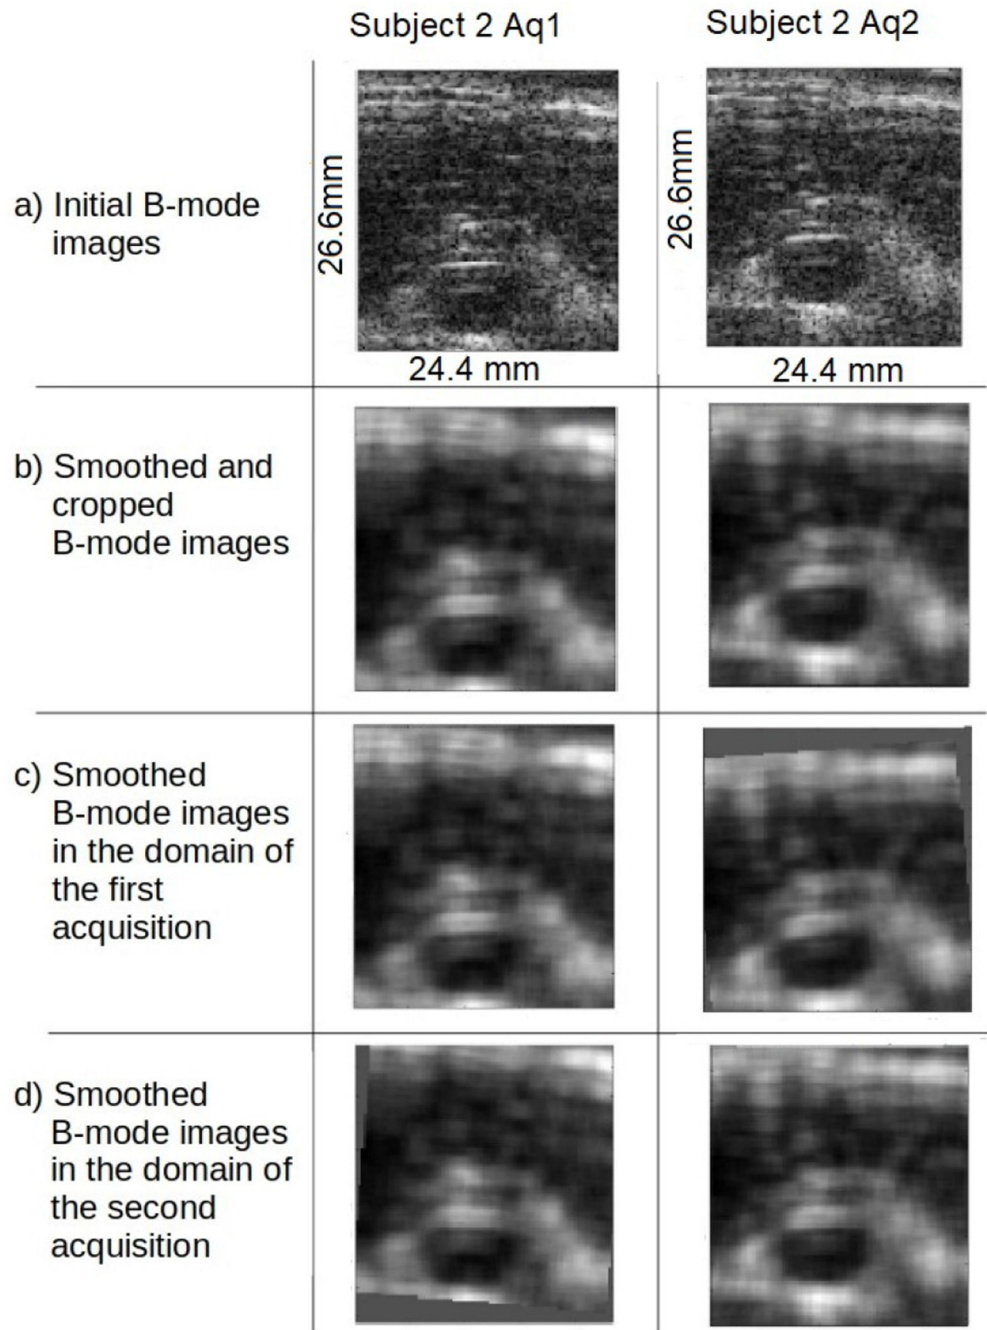 Subject 2 Aq1
Subject 2 Aq2
a) Initial B-mode
images
26.6mm
26.6mm
24.4 mm
24.4 mm
b) Smoothed and
cropped
B-mode images
c) Smoothed
B-mode images
in the domain of
the first
acquisition
d) Smoothed
B-mode images
in the domain of
the second
acquisition